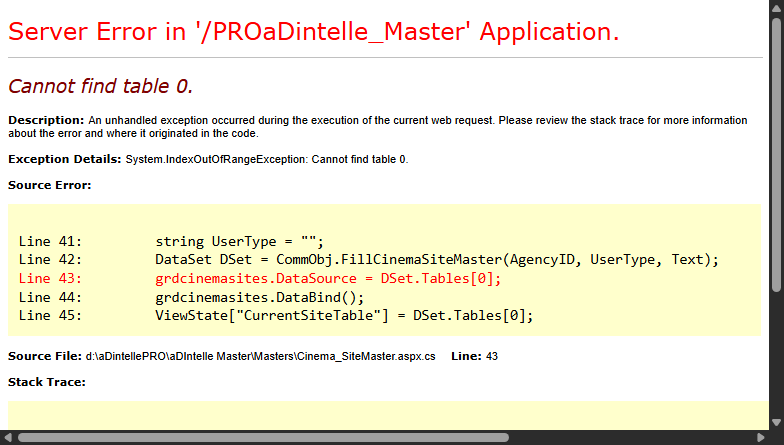 Server Error in '/PROaDintelle_Master' Application.
Cannot find table 0.
Description: An unhandled exception occurred during the execution of the current web request. Please review the stack trace for more information
about the error and where it originated in the code.
Exception Details: System.IndexOutOfRangeException: Cannot find table 0.
Source Error:
Line 41:         string UserType = "";
Line 42:         DataSet DSet = CommObj.FillCinemaSiteMaster(AgencyID, UserType, Text);
Line 43:         grdcinemasites.DataSource = DSet.Tables[0];
Line 44:         grdcinemasites.DataBind();
Line 45:         ViewState["CurrentSiteTable"] = DSet.Tables[0];
Source File: d:\aDintellePRO\aDIntelle Master\Masters\Cinema_SiteMaster.aspx.cs    Line: 43
Stack Trace: